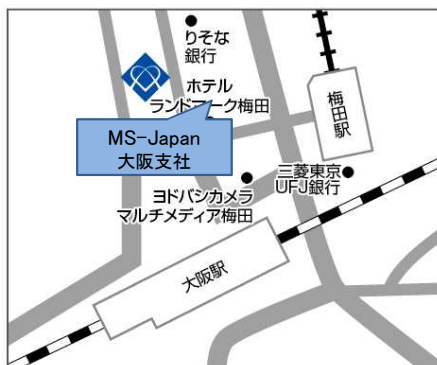 りそな
銀行
ホテル
ランドマーク梅田
MS-Japan
大阪支社
梅田駅
三菱東京
UFJ銀行
ヨドバシカメラ
マルチメディア梅田
大阪駅